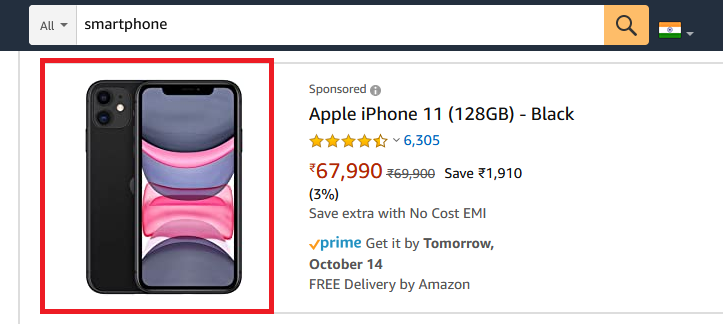 All smartphone
Sponsored
Apple iPhone 11 (128GB) - Black
6,305
₹67,990 ₹69,900 Save ₹1,910
(3%)
Save extra with No Cost EMI
prime Get it by Tomorrow,
October 14
FREE Delivery by Amazon